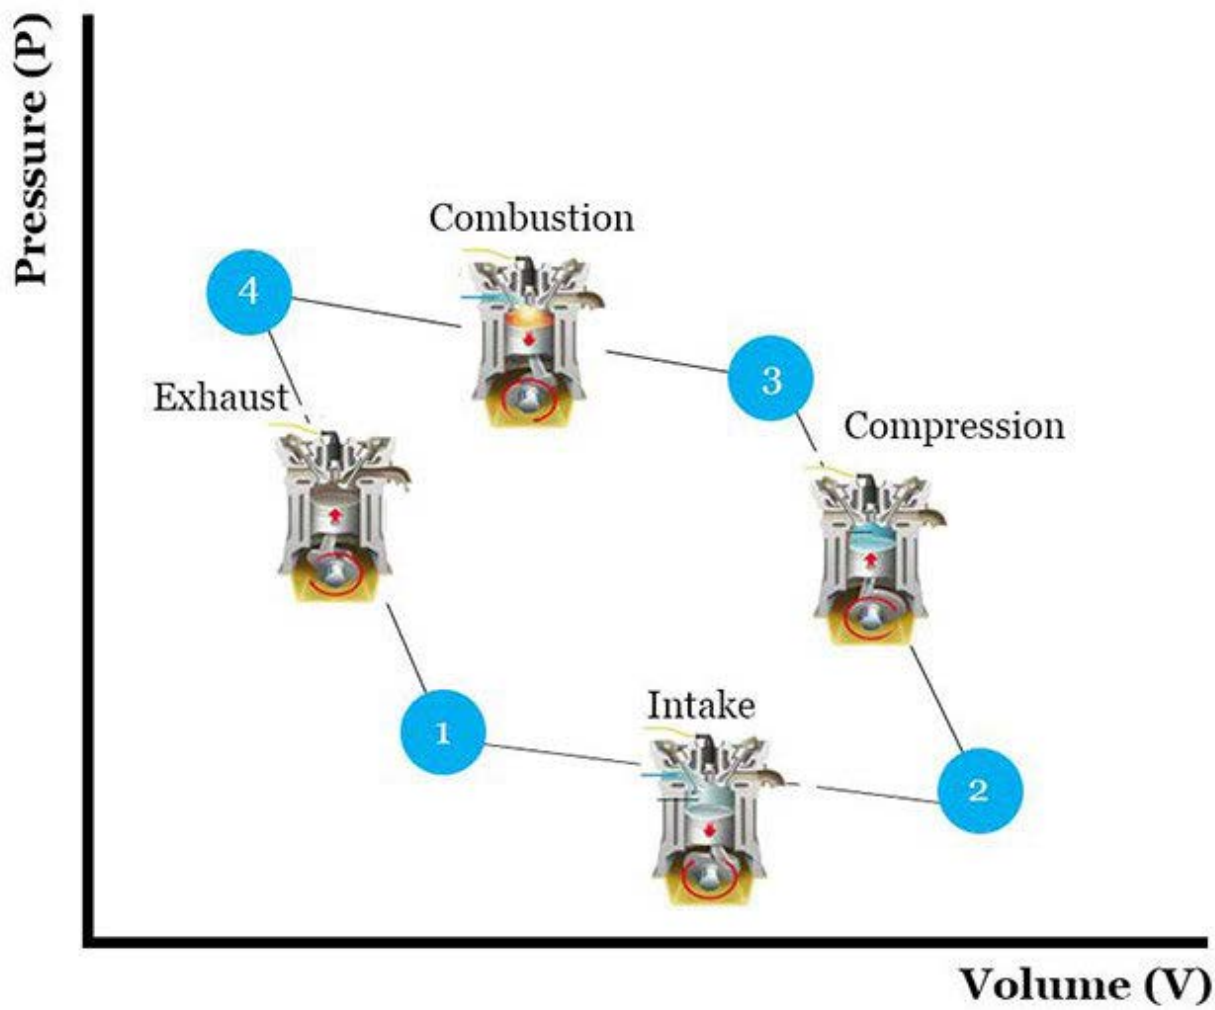 Pressure (P)
Combustion
4
3
Exhaust
Compression
Intake
1
2
Volume (V)